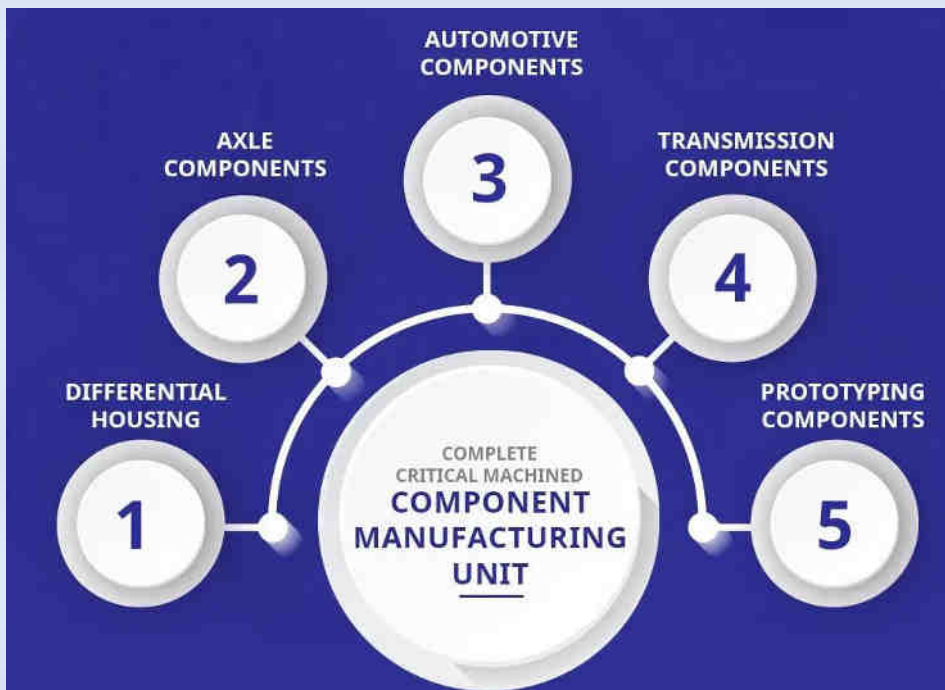 AUTOMOTIVE
COMPONENTS
AXLE
COMPONENTS
TRANSMISSION
COMPONENTS
3
2
4
DIFFERENTIAL
HOUSING
PROTOTYPING
COMPONENTS
1
5
COMPLETE
CRITICAL MACHINED
COMPONENT
MANUFACTURING
UNIT